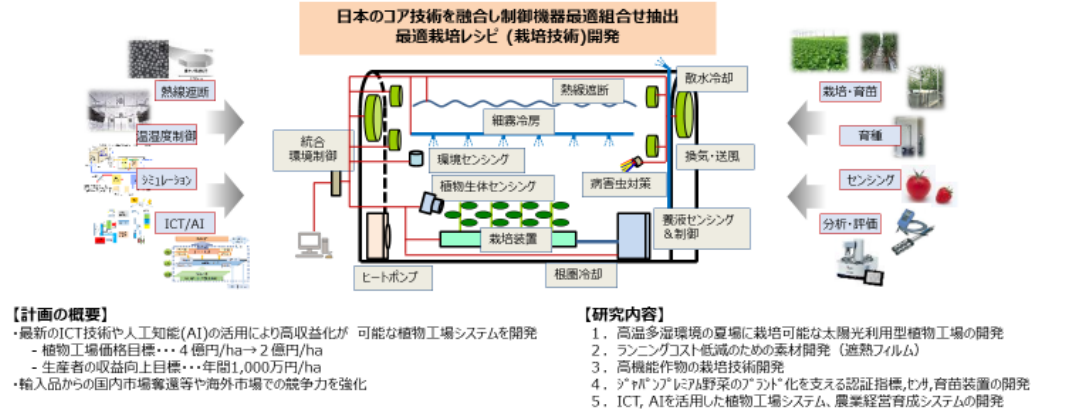 日本のコア技術を融合し制御機器最適組合せ抽出
最適栽培レシピ (栽培技術)開発
熱線遮断
温湿度制御
シミュレーション
ICT/AI
統合
環境制御
熱線遮断
細霧冷房
環境センシング
植物生体センシング
栽培装置
ヒートポンプ
根圏冷却
病害虫対策
散水冷却
換気・送風
養液センシング
&制御
栽培・育苗
育種
センシング
分析・評価
【計画の概要】
・最新のICT技術や人工知能(AI)の活用により高収益化が 可能な植物工場システムを開発
- 植物工場価格目標・・・４億円/ha→２億円/ha
- 生産者の収益向上目標・・・年間1,000万円/ha
・輸入品からの国内市場奪還等や海外市場での競争力を強化
【研究内容】
１．高温多湿環境の夏場に栽培可能な太陽光利用型植物工場の開発
２．ランニングコスト低減のための素材開発（遮熱フィルム）
３．高機能作物の栽培技術開発
４．ジャパンプレミアム野菜のブランド化を支える認証指標,センサ,育苗装置の開発
５．ICT, AIを活用した植物工場システム、農業経営育成システムの開発